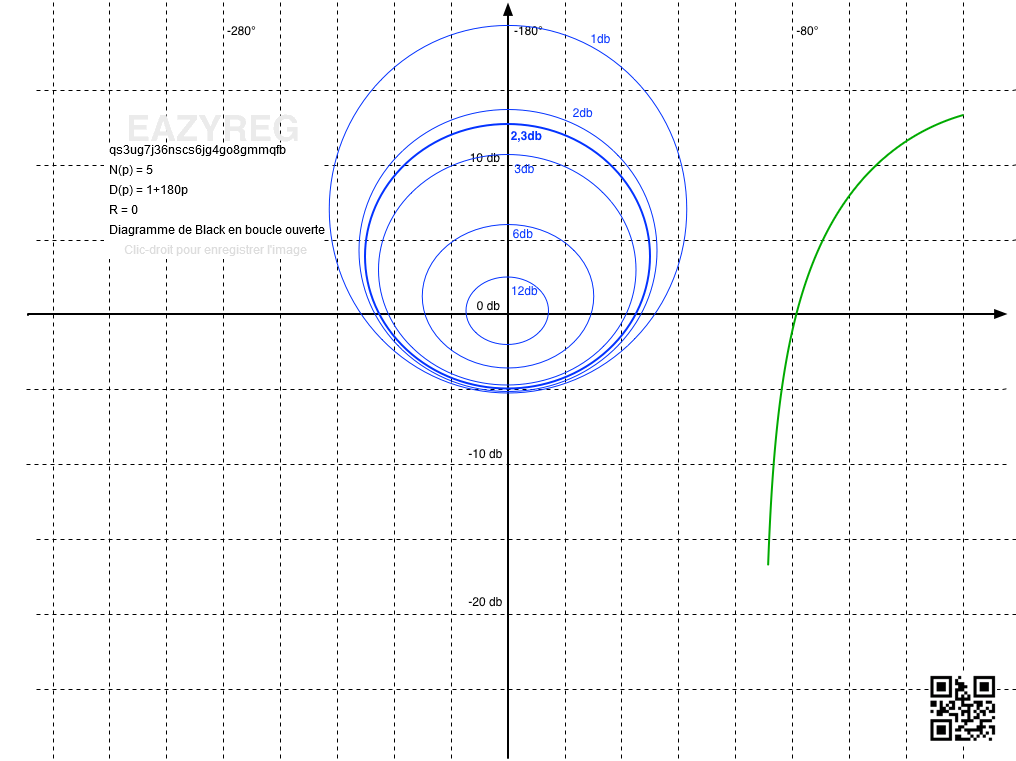 -280°
-180°
-80°
1db
2db
2,3db
10 db
3db
6db
12db
0 db
-10 db
-20 db
EAZYREG
qs3ug7j36nscs6jg4go8gmmqfb
N(p) = 5
D(p) = 1+180p
R = 0
Diagramme de Black en boucle ouverte
Clic-droit pour enregistrer l'image